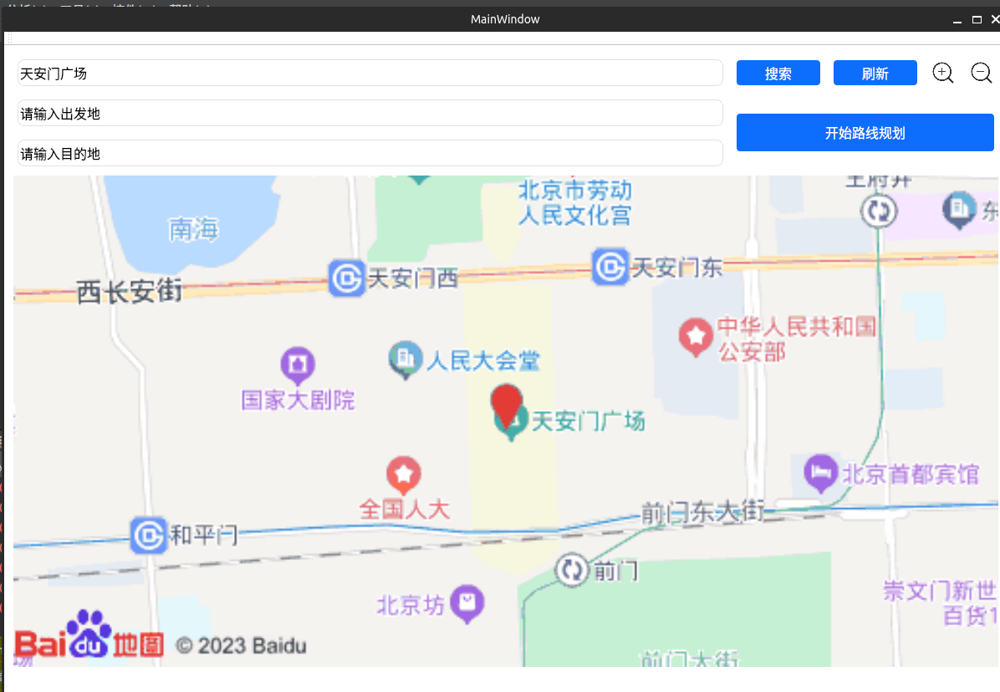 MainWindow
天安门广场
搜索
刷新
请输入出发地
开始路线规划
请输入目的地
王府井
北京市劳动
人民文化宫
南海
东
天安门西
天安门东
西长安街
中华人民共和国
公安部
人民大会堂
国家大剧院
天安门广场
北京首都宾馆
全国人大
前门东大街
和平门
前门
北京坊
崇文门新世
百货1
Bai du 地图
© 2023 Baidu
前门大街